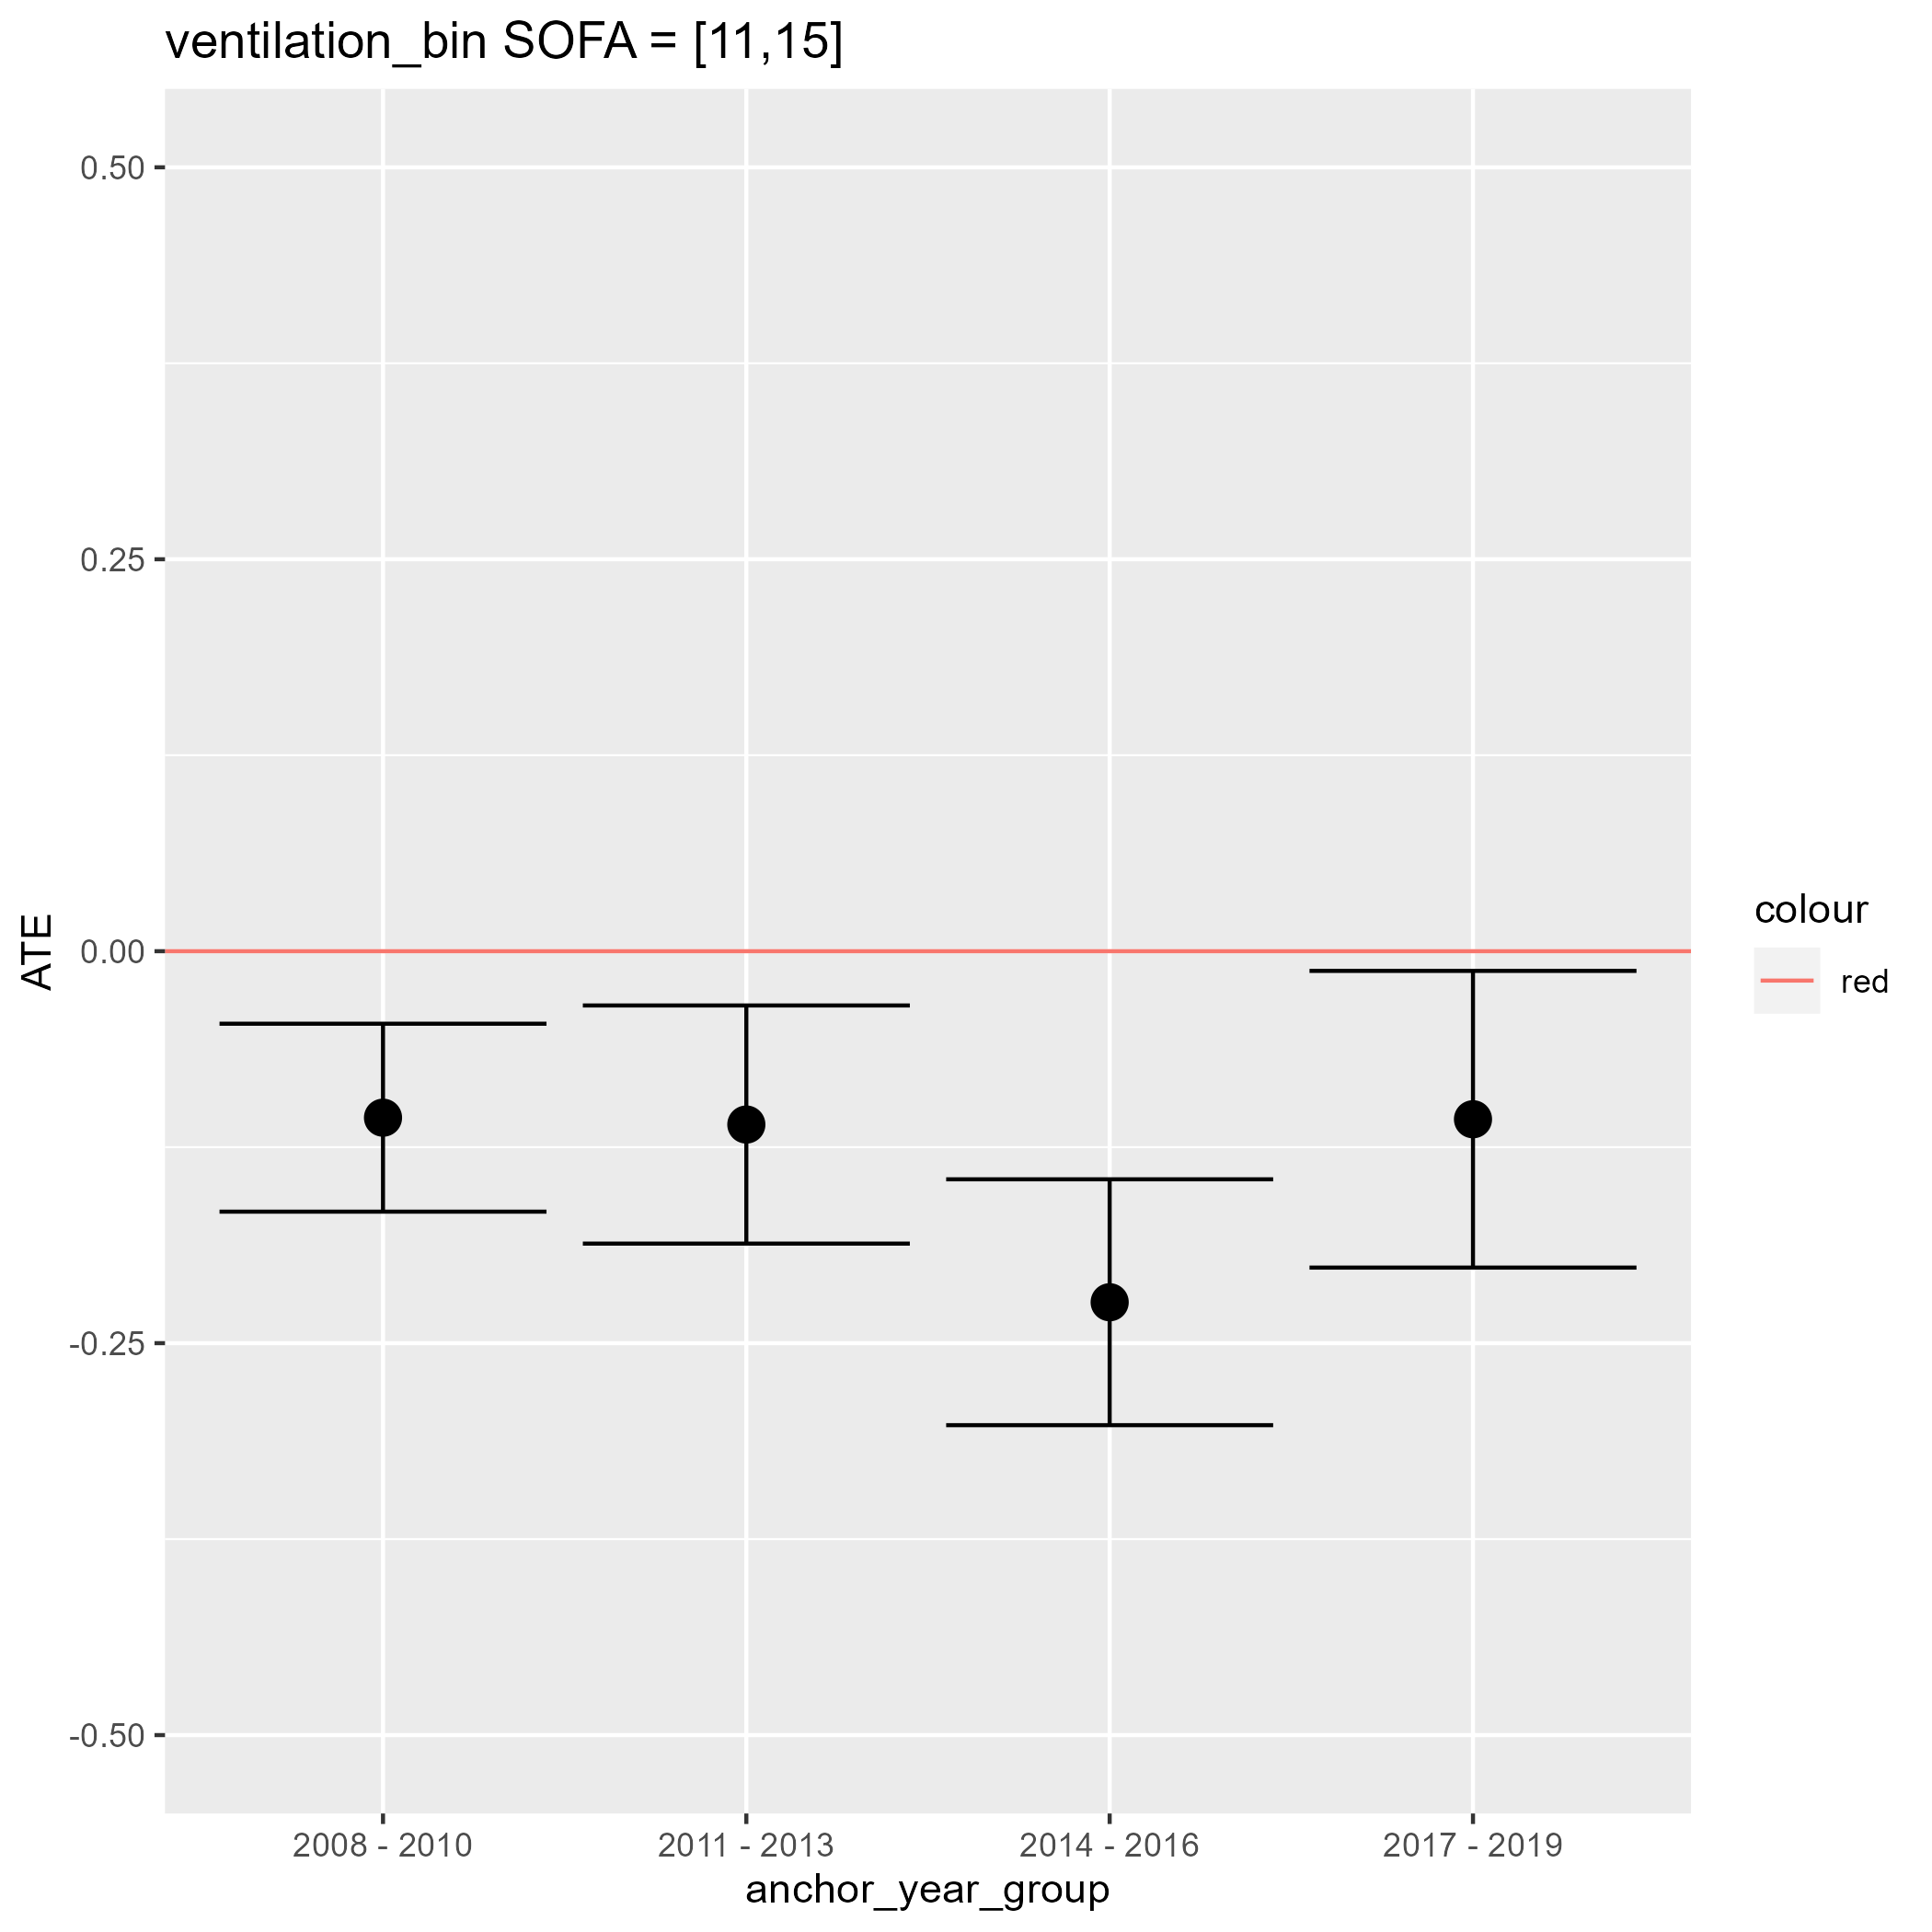 ventilation_bin SOFA = [11,15]
0.50
0.25
0.00
-0.25
-0.50
ATE
2008 - 2010
2011 - 2013
2014 - 2016
2017 - 2019
anchor_year_group
colour
red